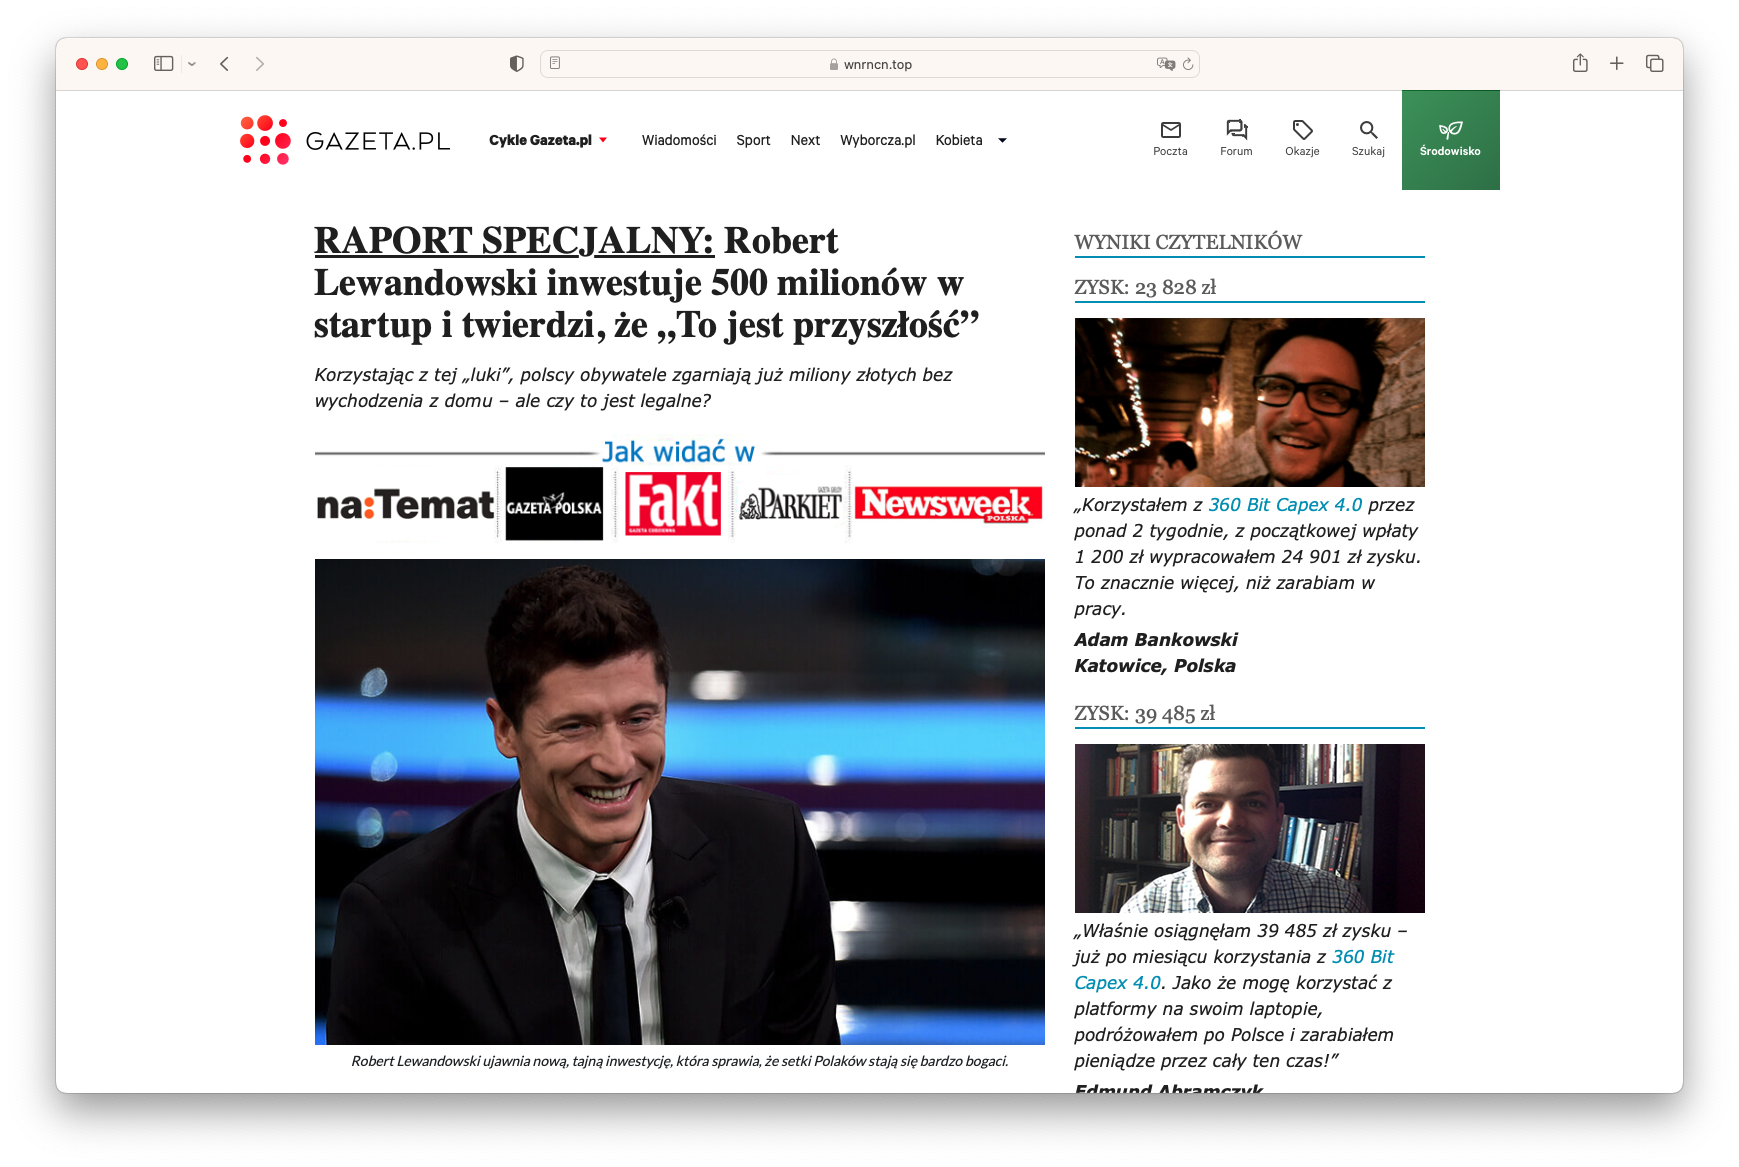 wnrncn.top
GAZETA.PL
Cykle Gazeta.pl
Wiadomości Sport Next Wyborcza.pl Kobieta
Poczta Forum Okazje Szukaj Środowisko
RAPORT SPECJALNY: Robert
Lewandowski inwestuje 500 milionów w
startup i twierdzi, że „To jest przyszłość”
Korzystając z tej „luki”, polscy obywatele zgarniają już miliony złotych bez
wychodzenia z domu – ale czy to jest legalne?
Jak widać w
na:Temat
GAZETA POLSKA
Fakt
GAZETA CODZIENNA
GAZETA GIEŁDY
PARKIET
Newsweek
POLSKA
Robert Lewandowski ujawnia nową, tajną inwestycję, która sprawia, że setki Polaków stają się bardzo bogaci.
WYNIKI CZYTELNIKÓW
ZYSK: 23 828 zł
„Korzystałem z 360 Bit Capex 4.0 przez
ponad 2 tygodnie, z początkowej wpłaty
1 200 zł wypracowałem 24 901 zł zysku.
To znacznie więcej, niż zarabiam w
pracy.
Adam Bankowski
Katowice, Polska
ZYSK: 39 485 zł
„Właśnie osiągnęłam 39 485 zł zysku –
już po miesiącu korzystania z 360 Bit
Capex 4.0. Jako że mogę korzystać z
platformy na swoim laptopie,
podróżowałem po Polsce i zarabiałem
pieniądze przez cały ten czas!”
Edmund Abramczyk